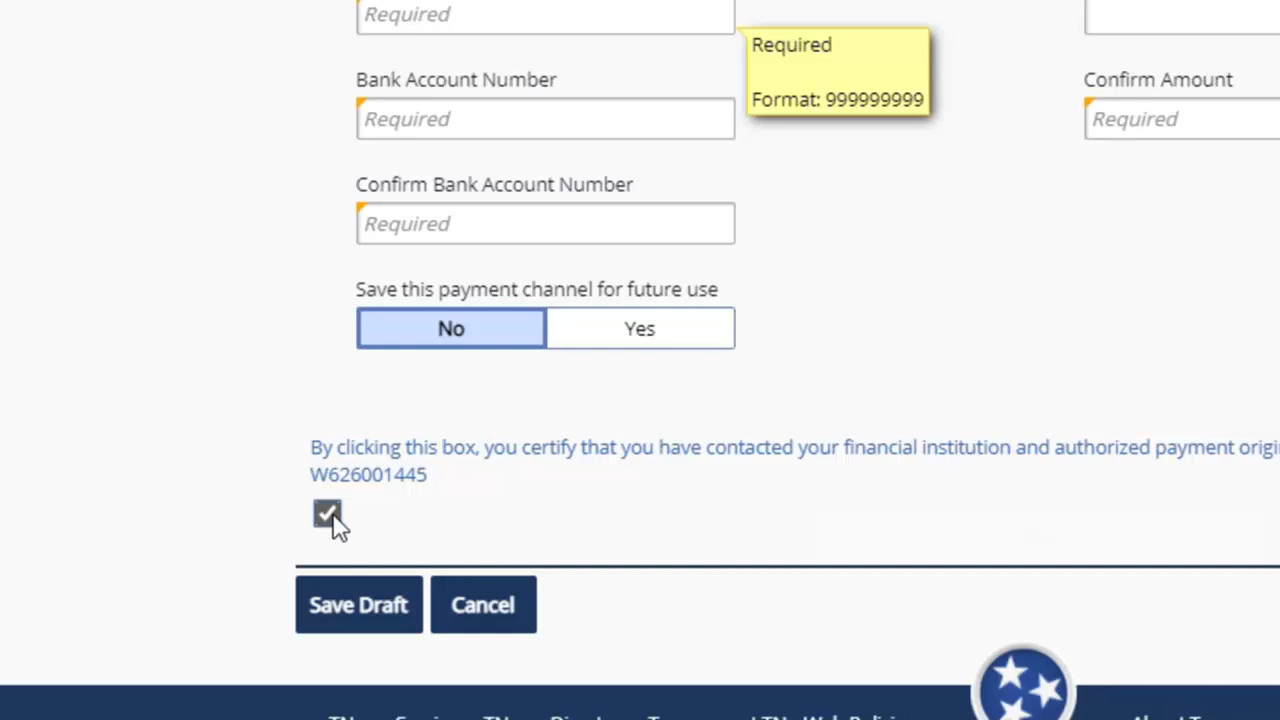 Required
Required
Format: 999999999
Bank Account Number
Required
Confirm Amount
Required
Confirm Bank Account Number
Required
Save this payment channel for future use
No
Yes
By clicking this box, you certify that you have contacted your financial institution and authorized payment
W626001445
Save Draft
Cancel